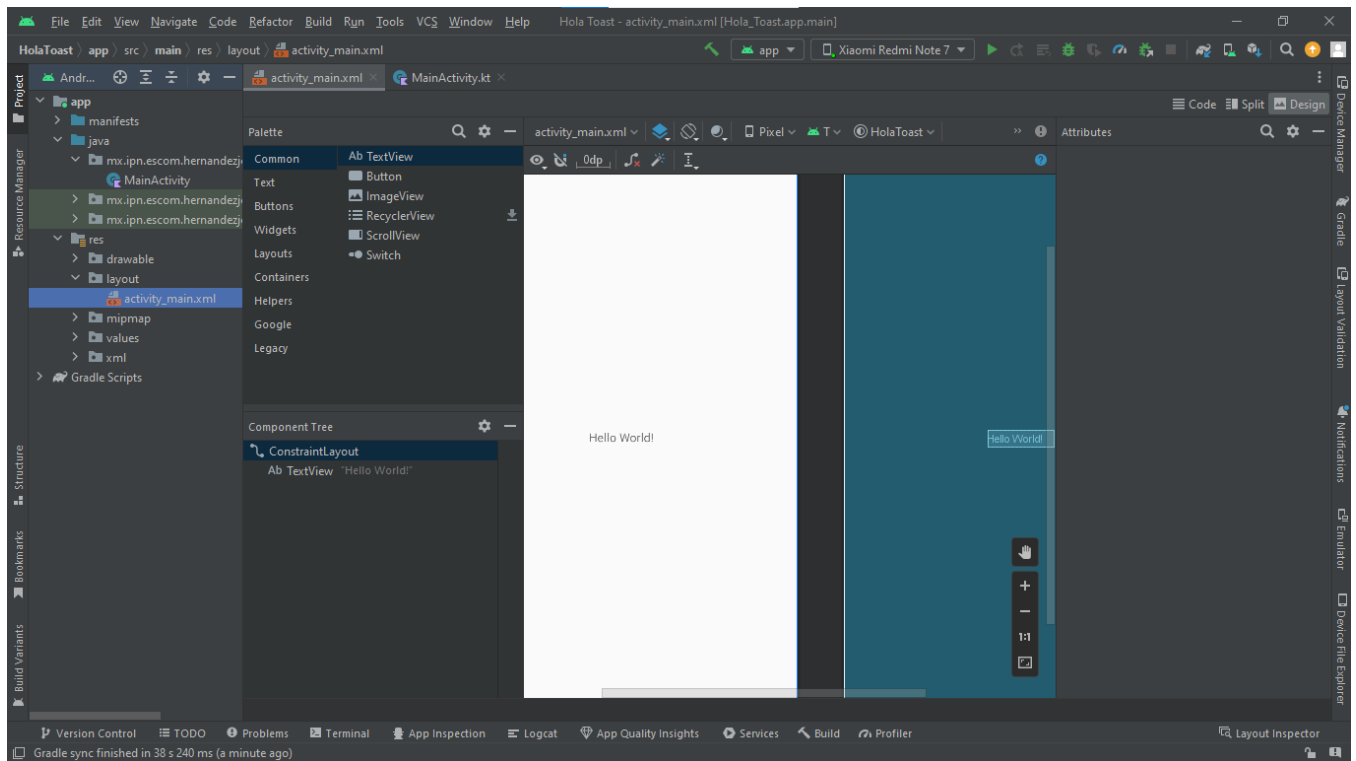 File Edit View Navigate Code Refactor Build Run Tools VCS Window Help Hola Toast - activity_main.xml [Hola_Toast.app.main]
HolaToast app src main res layout activity_main.xml app Xiaomi Redmi Note 7
Project
Andr...
activity_main.xml
MainActivity.kt
Code Split Design
app
manifests
java
mx.ipn.escom.hernandezj
MainActivity
mx.ipn.escom.hernandezj
mx.ipn.escom.hernandezj
res
drawable
layout
activity_main.xml
mipmap
values
xml
Gradle Scripts
Resource Manager
Structure
Bookmarks
Build Variants
Palette
Common
Text
Buttons
Widgets
Layouts
Containers
Helpers
Google
Legacy
Ab TextView
Button
ImageView
RecyclerView
ScrollView
Switch
Component Tree
ConstraintLayout
Ab TextView "Hello World!"
activity_main.xml Pixel T HolaToast
0dp
Hello World!
Hello World!
1:1
Attributes
Device Manager
Gradle
Layout Validation
Notifications
Emulator
Device File Explorer
Version Control TODO Problems Terminal App Inspection Logcat App Quality Insights Services Build Profiler Layout Inspector
Gradle sync finished in 38 s 240 ms (a minute ago)